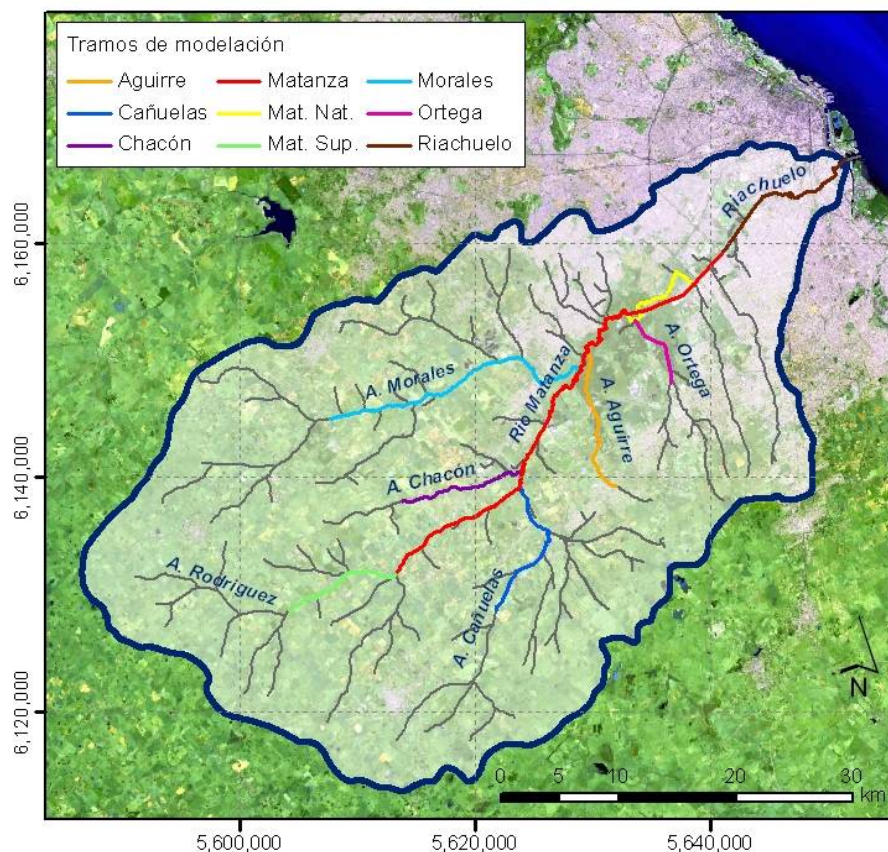 Tramos de modelación
Aguirre Matanza Morales
Cañuelas Mat. Nat. Ortega
Chacón Mat. Sup. Riachuelo
Riachuelo
6,160,000
A. Ortega
Rio Matanza
A. Morales
A. Aguirre
6,140,000
A. Chacón
A. Rodriguez
A. Cañuelas
N
6,120,000
0 5 10 20 30
km
5,600,000 5,620,000 5,640,000